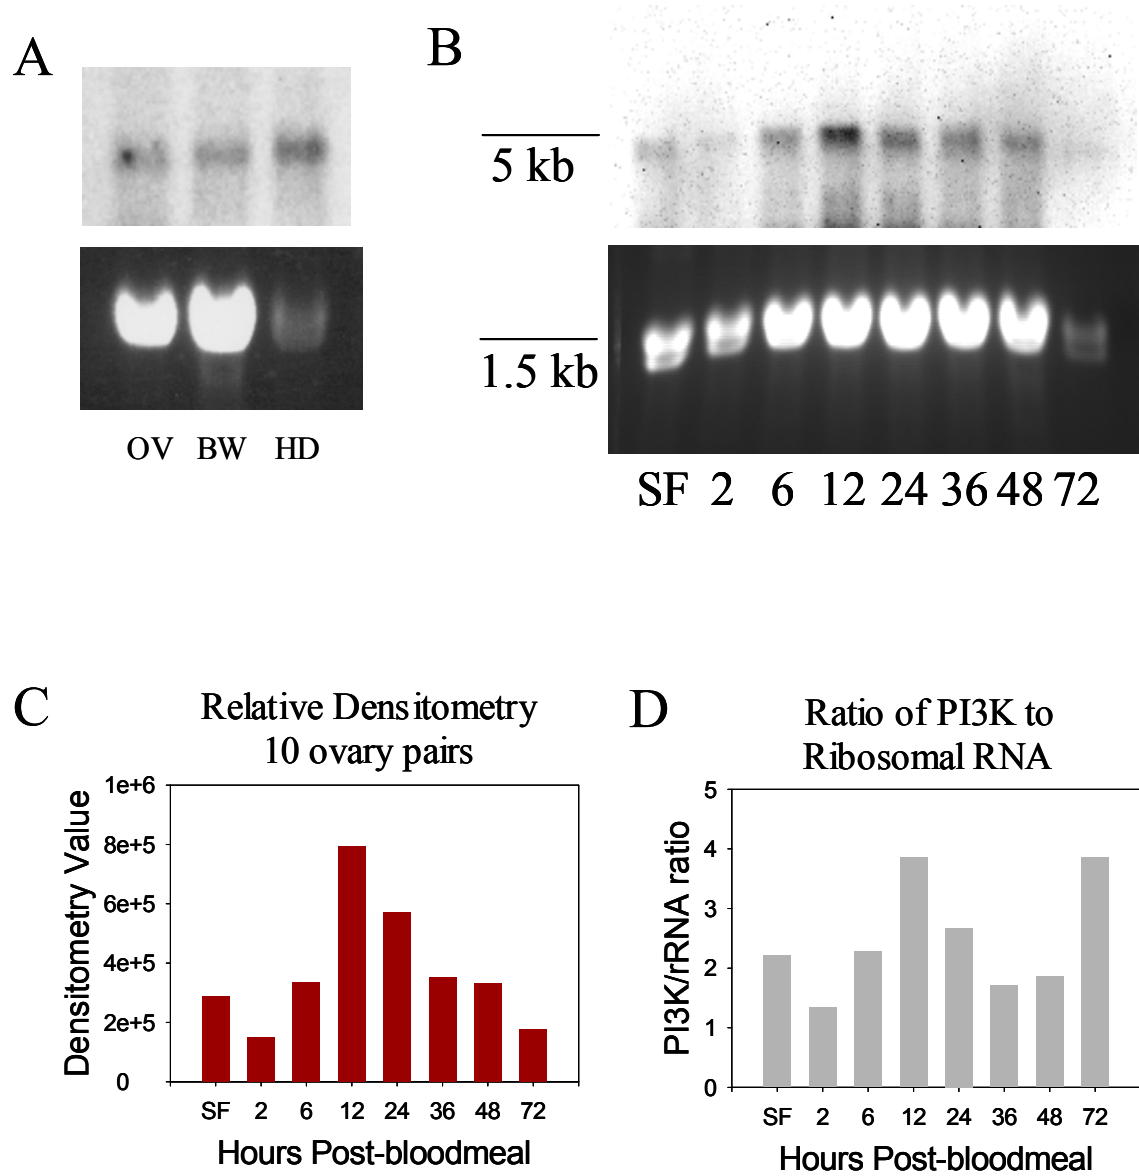 A
B
5 kb
1.5 kb
OV BW HD
SF 2 6 12 24 36 48 72
C
Relative Densitometry
10 ovary pairs
1e+6
8e+5
6e+5
4e+5
2e+5
0
Densitometry Value
SF 2 6 12 24 36 48 72
Hours Post-bloodmeal
D
Ratio of PI3K to
Ribosomal RNA
5
4
3
2
1
0
PI3K/rRNA ratio
SF 2 6 12 24 36 48 72
Hours Post-bloodmeal